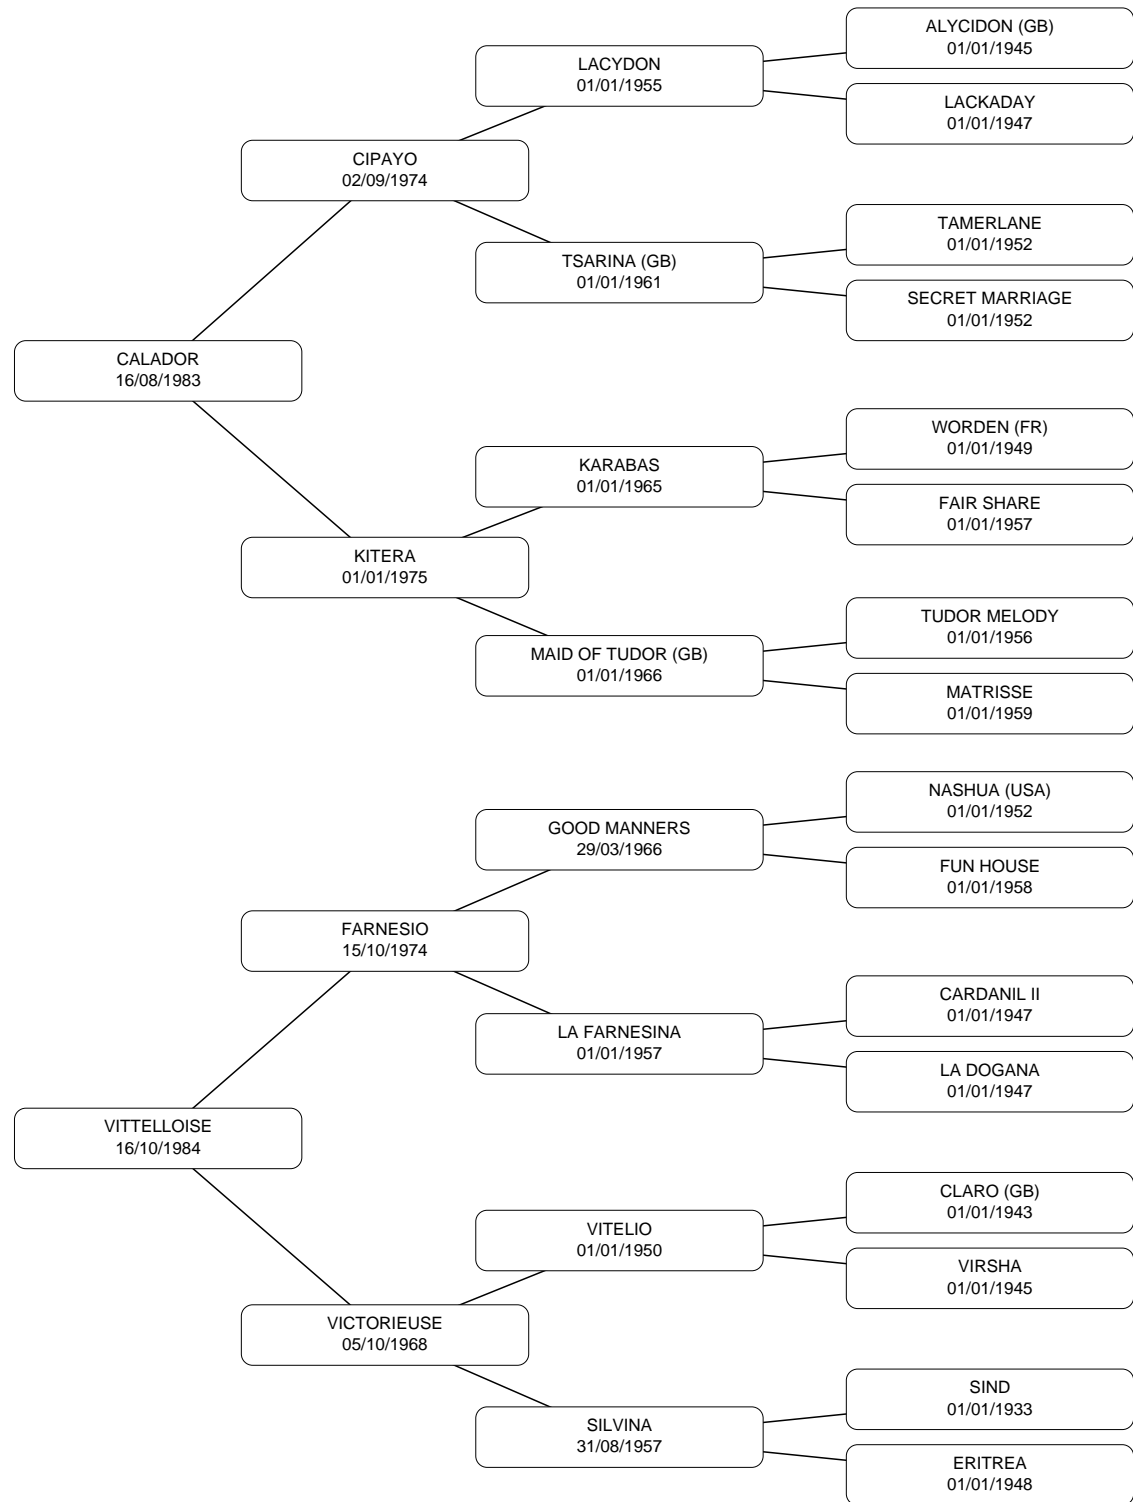 ALYCIDON (GB)
01/01/1945
LACYDON
01/01/1955
LACKADAY
01/01/1947
CIPAYO
02/09/1974
TAMERLANE
01/01/1952
TSARINA (GB)
01/01/1961
SECRET MARRIAGE
01/01/1952
CALADOR
16/08/1983
WORDEN (FR)
01/01/1949
KARABAS
01/01/1965
FAIR SHARE
01/01/1957
KITERA
01/01/1975
TUDOR MELODY
01/01/1956
MAID OF TUDOR (GB)
01/01/1966
MATRISSE
01/01/1959
NASHUA (USA)
01/01/1952
GOOD MANNERS
29/03/1966
FUN HOUSE
01/01/1958
FARNESIO
15/10/1974
CARDANIL II
01/01/1947
LA FARNESINA
01/01/1957
LA DOGANA
01/01/1947
VITTELLOISE
16/10/1984
CLARO (GB)
01/01/1943
VITELIO
01/01/1950
VIRSHA
01/01/1945
VICTORIEUSE
05/10/1968
SIND
01/01/1933
SILVINA
31/08/1957
ERITREA
01/01/1948